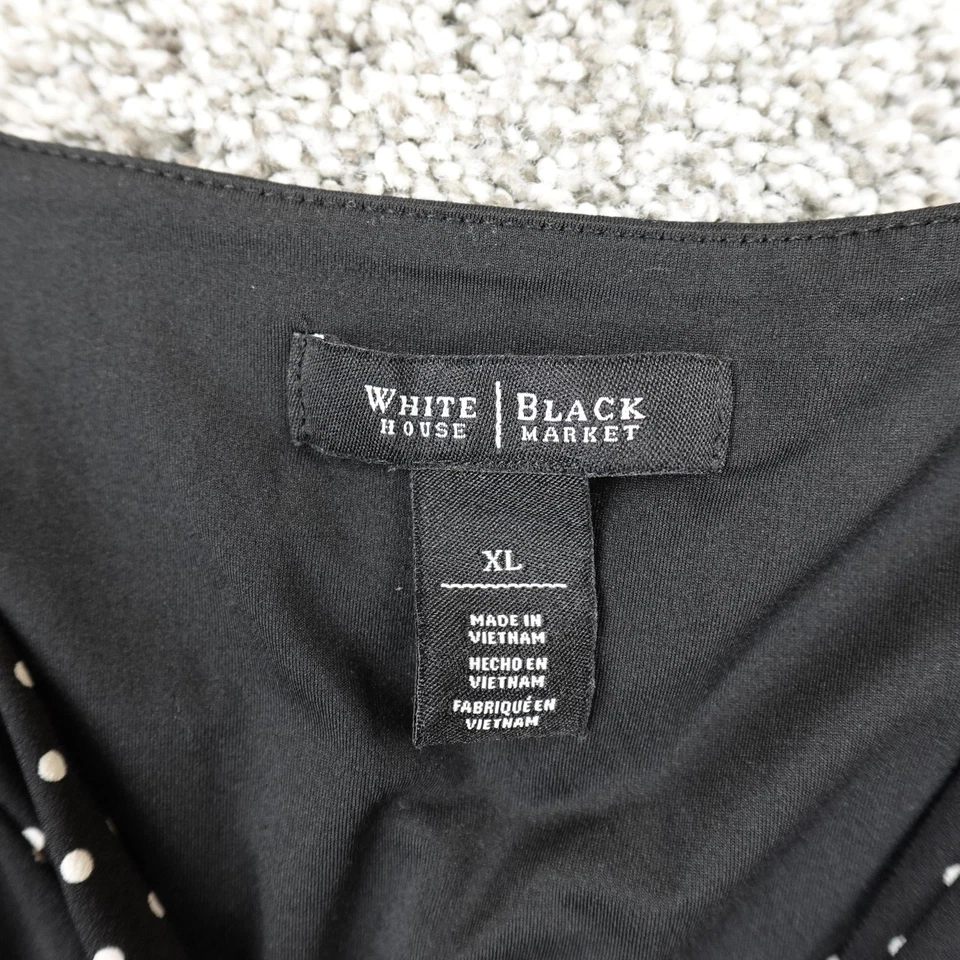 WHITE | BLACK
HOUSE | MARKET
XL
MADE IN
VIETNAM
HECHO EN
VIETNAM
FABRIQUÉ EN
VIETNAM